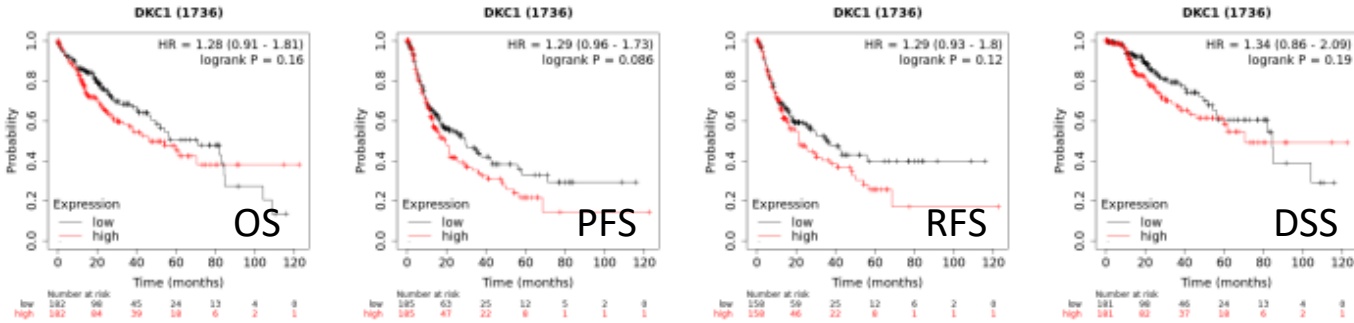 DKC1 (1736)
HR = 1.28 (0.91 - 1.81)
logrank P = 0.16
Probability
0.0 0.2 0.4 0.6 0.8 1.0
Expression
low
high
OS
0 20 40 60 80 100 120
Time (months)
Number at risk
low 182 98 45 24 13 4 0
high 182 84 39 18 6 2 1
DKC1 (1736)
HR = 1.29 (0.96 - 1.73)
logrank P = 0.086
Probability
0.0 0.2 0.4 0.6 0.8 1.0
Expression
low
high
PFS
0 20 40 60 80 100 120
Time (months)
Number at risk
low 185 63 25 12 5 2 0
high 185 47 22 8 1 1 1
DKC1 (1736)
HR = 1.29 (0.93 - 1.8)
logrank P = 0.12
Probability
0.0 0.2 0.4 0.6 0.8 1.0
Expression
low
high
RFS
0 20 40 60 80 100 120
Time (months)
Number at risk
low 158 59 25 12 6 2 0
high 158 46 22 8 1 1 1
DKC1 (1736)
HR = 1.34 (0.86 - 2.09)
logrank P = 0.19
Probability
0.0 0.2 0.4 0.6 0.8 1.0
Expression
low
high
DSS
0 20 40 60 80 100 120
Time (months)
Number at risk
low 181 98 46 24 13 4 0
high 181 82 37 18 6 2 1